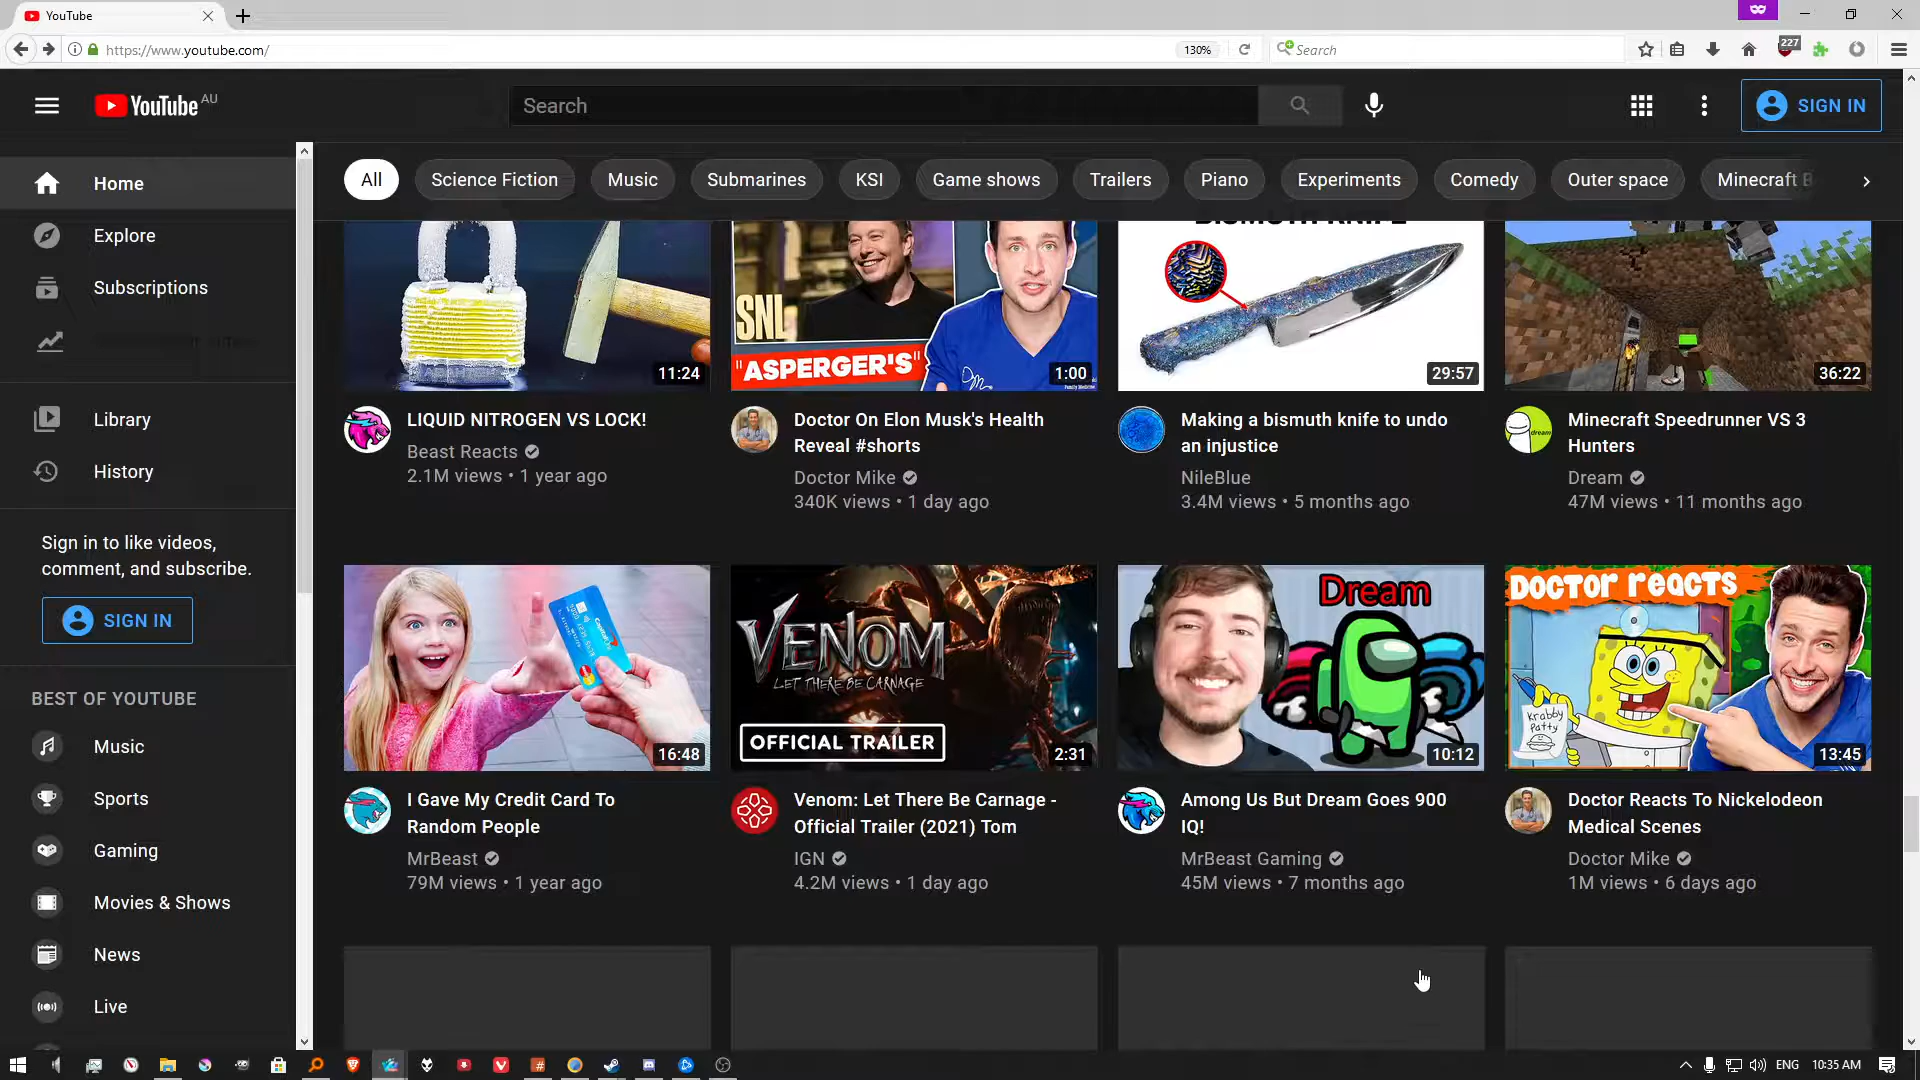 YouTube
https://www.youtube.com/
130%
Search
227
YouTube AU
Search
SIGN IN
Home
Explore
Subscriptions
Library
History
Sign in to like videos,
comment, and subscribe.
SIGN IN
BEST OF YOUTUBE
Music
Sports
Gaming
Movies & Shows
News
Live
All
Science Fiction
Music
Submarines
KSI
Game shows
Trailers
Piano
Experiments
Comedy
Outer space
Minecraft
11:24
LIQUID NITROGEN VS LOCK!
Beast Reacts
2.1M views • 1 year ago
SNL
"ASPERGER'S"
1:00
Doctor On Elon Musk's Health
Reveal #shorts
Doctor Mike
340K views • 1 day ago
BISMUTH KNIFE
29:57
Making a bismuth knife to undo
an injustice
NileBlue
3.4M views • 5 months ago
36:22
dream
Minecraft Speedrunner VS 3
Hunters
Dream
47M views • 11 months ago
16:48
I Gave My Credit Card To
Random People
MrBeast
79M views • 1 year ago
VENOM
LET THERE BE CARNAGE
OFFICIAL TRAILER
2:31
Venom: Let There Be Carnage -
Official Trailer (2021) Tom
IGN
4.2M views • 1 day ago
Dream
10:12
Among Us But Dream Goes 900
IQ!
MrBeast Gaming
45M views • 7 months ago
DOCTOR REACTS
Krabby
Patty
13:45
Doctor Reacts To Nickelodeon
Medical Scenes
Doctor Mike
1M views • 6 days ago
ENG
10:35 AM